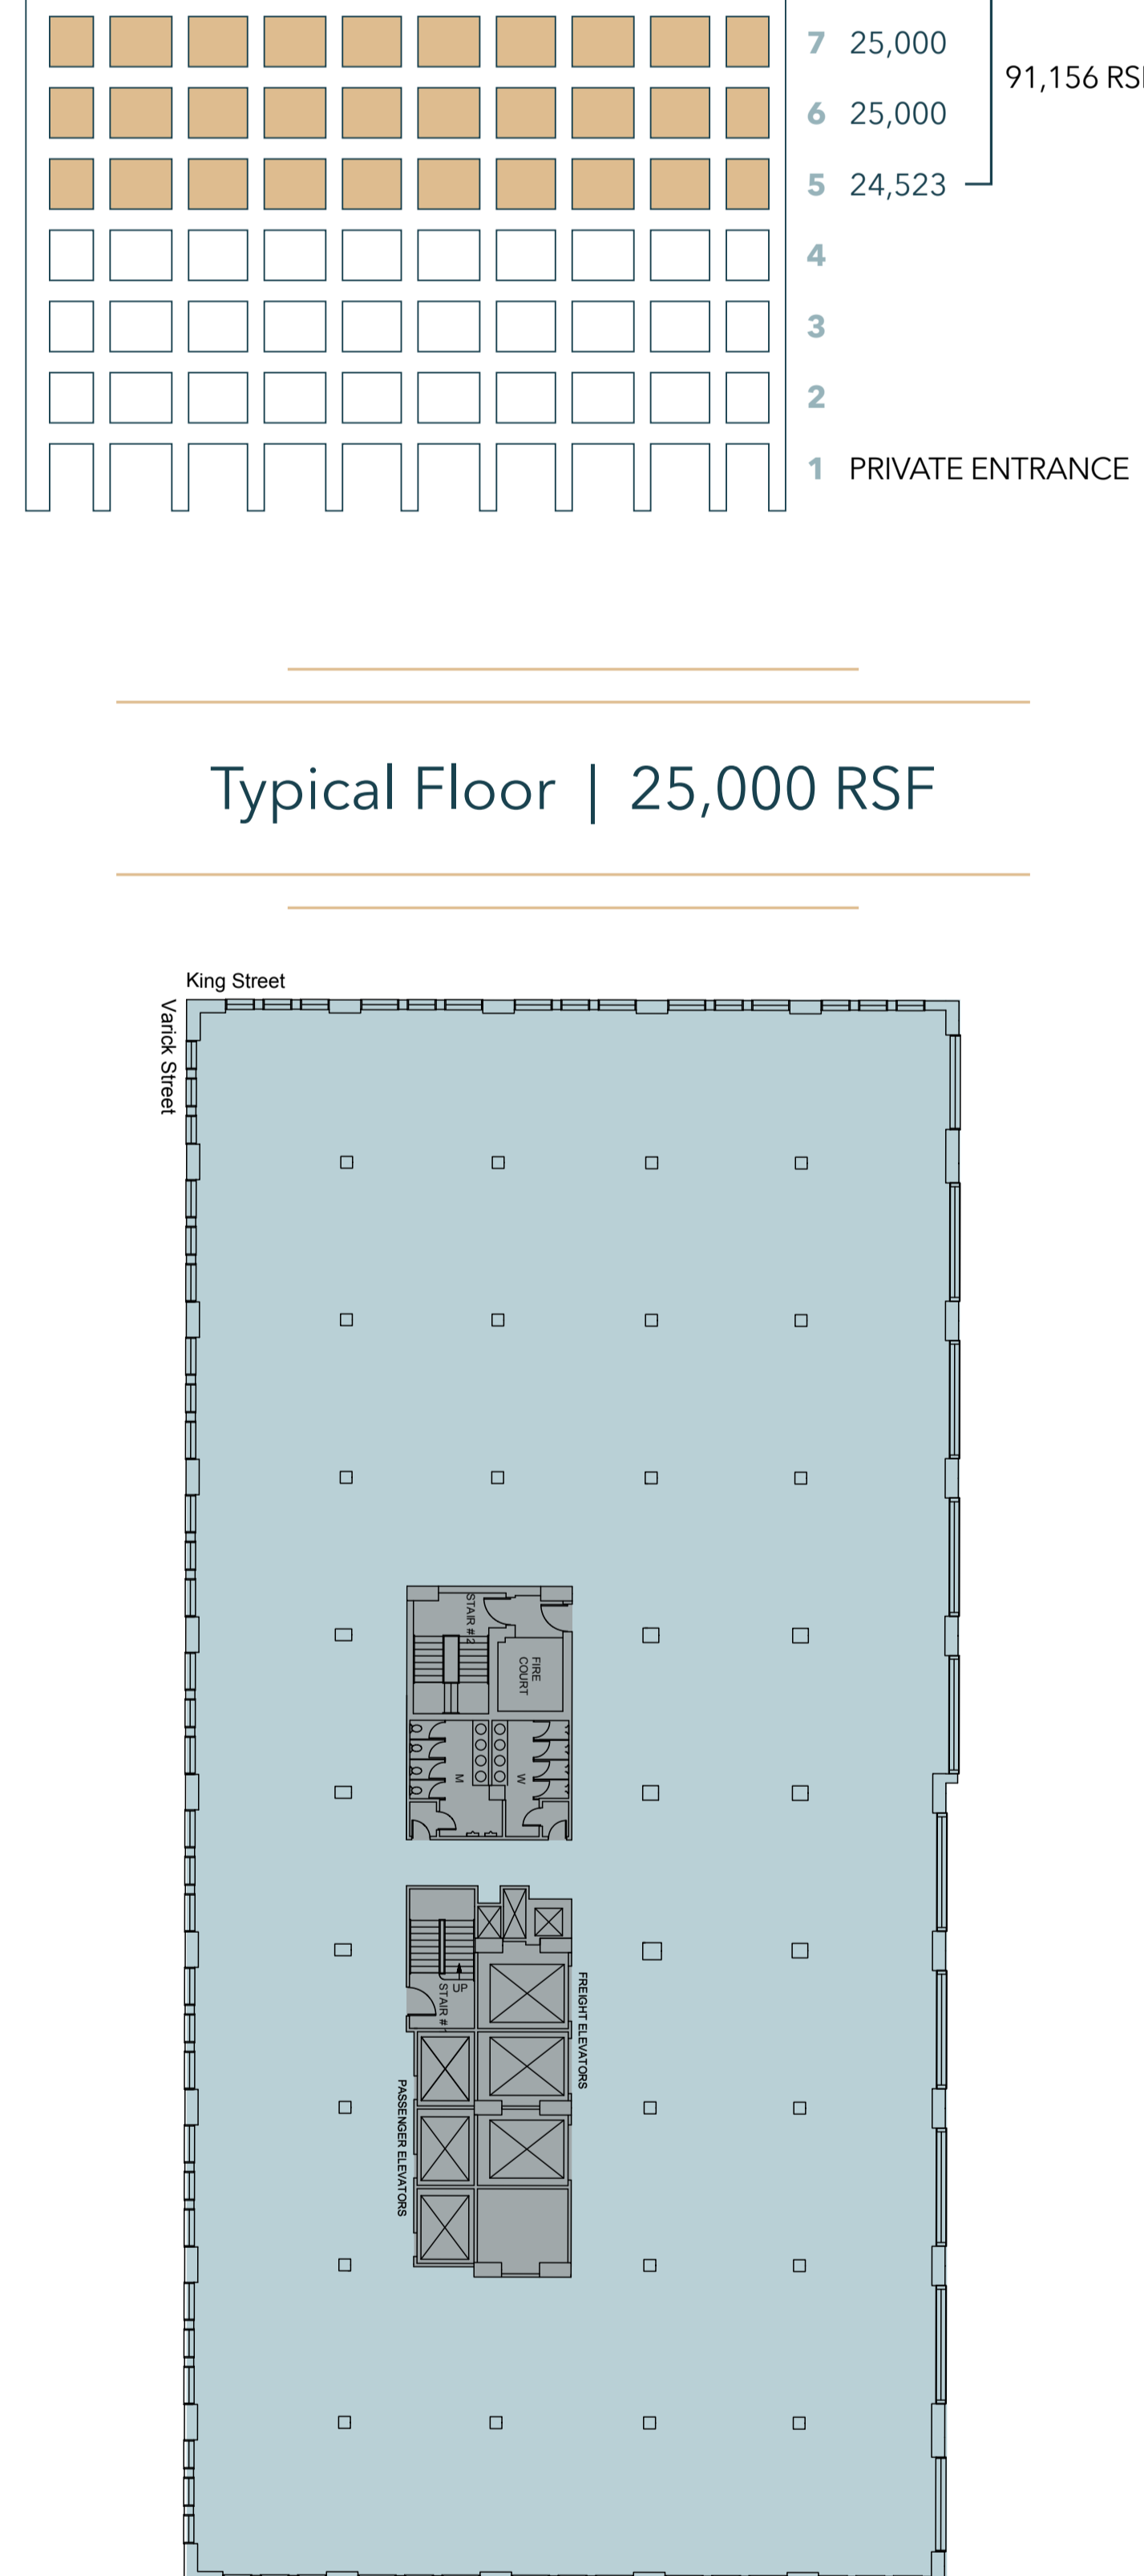 7 25,000
91,156 RSF
6 25,000
5 24,523
4
3
2
1 PRIVATE ENTRANCE
Typical Floor | 25,000 RSF
King Street
Varick Street
STAIR # 2
FIRE
COURT
M
W
UP
STAIR #
FREIGHT ELEVATORS
PASSENGER ELEVATORS